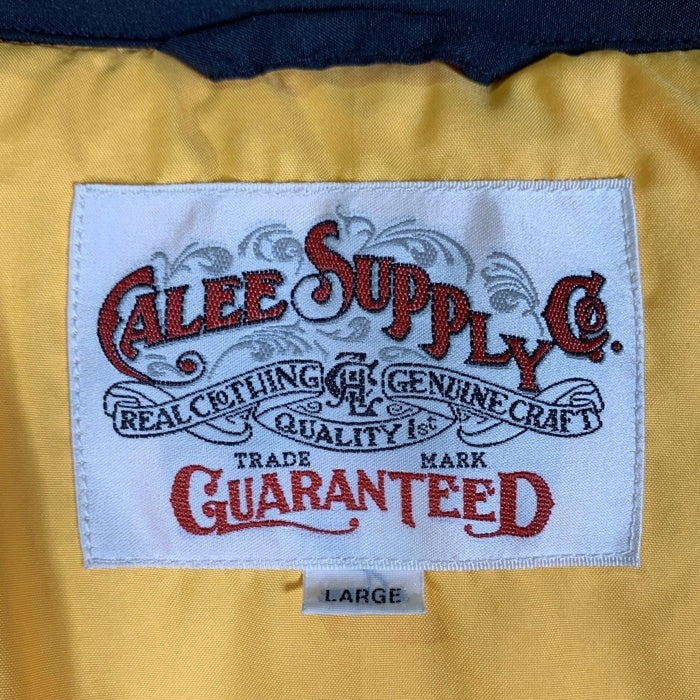 CALEE SUPPLY Co.
REAL CLOTHING GENUINE CRAFT
QUALITY 1st
TRADE MARK
GUARANTEED
LARGE